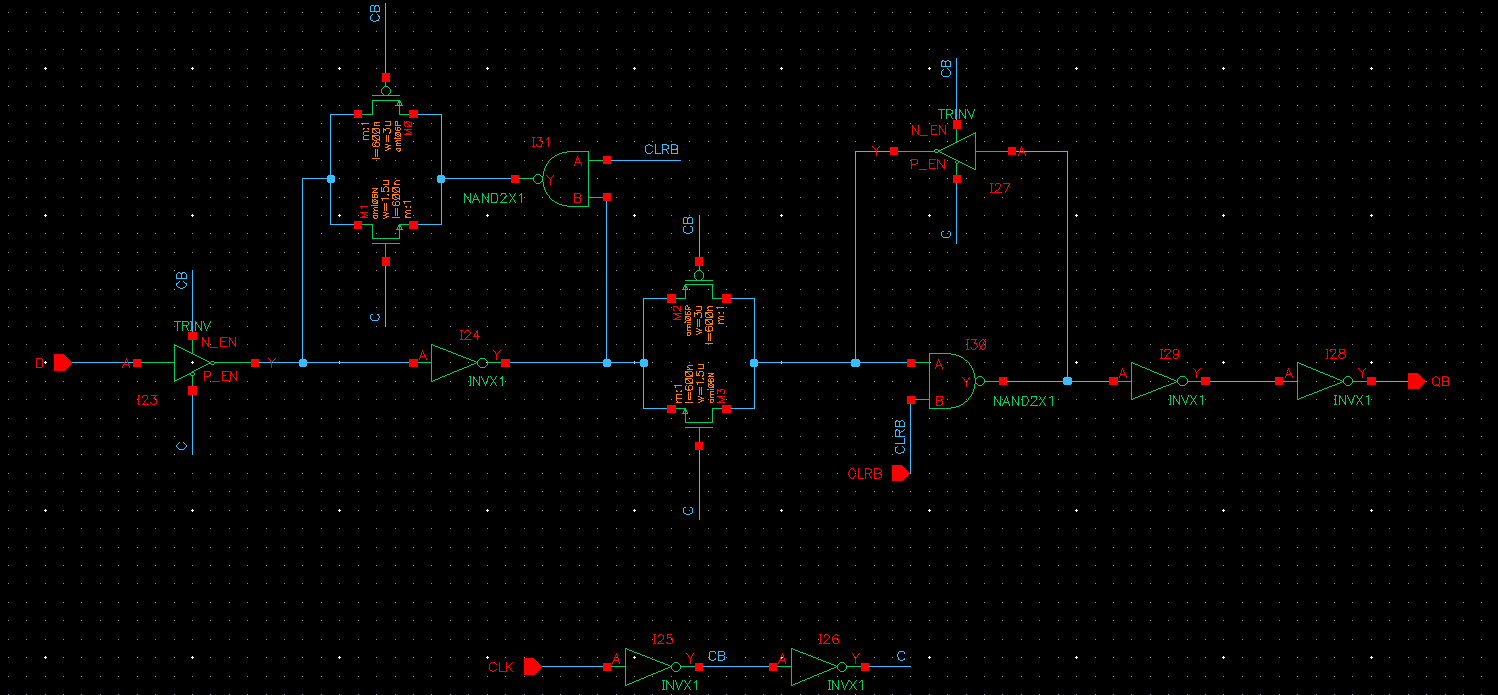 CB
m:1
l=600n
w=3u
ami06P
M0
M1
ami06N
w=1.5u
l=600n
m:1
C
I31
A
B
Y
NAND2X1
CLRB
CB
TRINV
N_EN
P_EN
Y
A
I27
C
CB
TRINV
N_EN
P_EN
D
A
Y
I23
C
I24
A
Y
INVX1
CB
M2
ami06P
w=3u
l=600n
m:1
m:1
l=600n
w=1.5u
ami06N
M3
C
I30
A
B
Y
NAND2X1
CLRB
CLRB
I29
A
Y
INVX1
I28
A
Y
INVX1
QB
CLK
I25
A
Y
INVX1
CB
I26
A
Y
INVX1
C